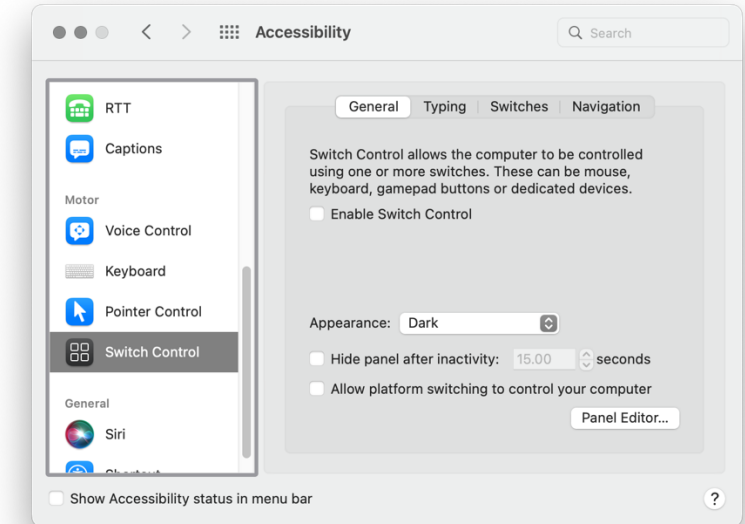 Accessibility
Search
RTT
Captions
Motor
Voice Control
Keyboard
Pointer Control
Switch Control
General
Siri
General Typing Switches Navigation
Switch Control allows the computer to be controlled
using one or more switches. These can be mouse,
keyboard, gamepad buttons or dedicated devices.
Enable Switch Control
Appearance: Dark
Hide panel after inactivity: 15.00 seconds
Allow platform switching to control your computer
Panel Editor...
Show Accessibility status in menu bar
?